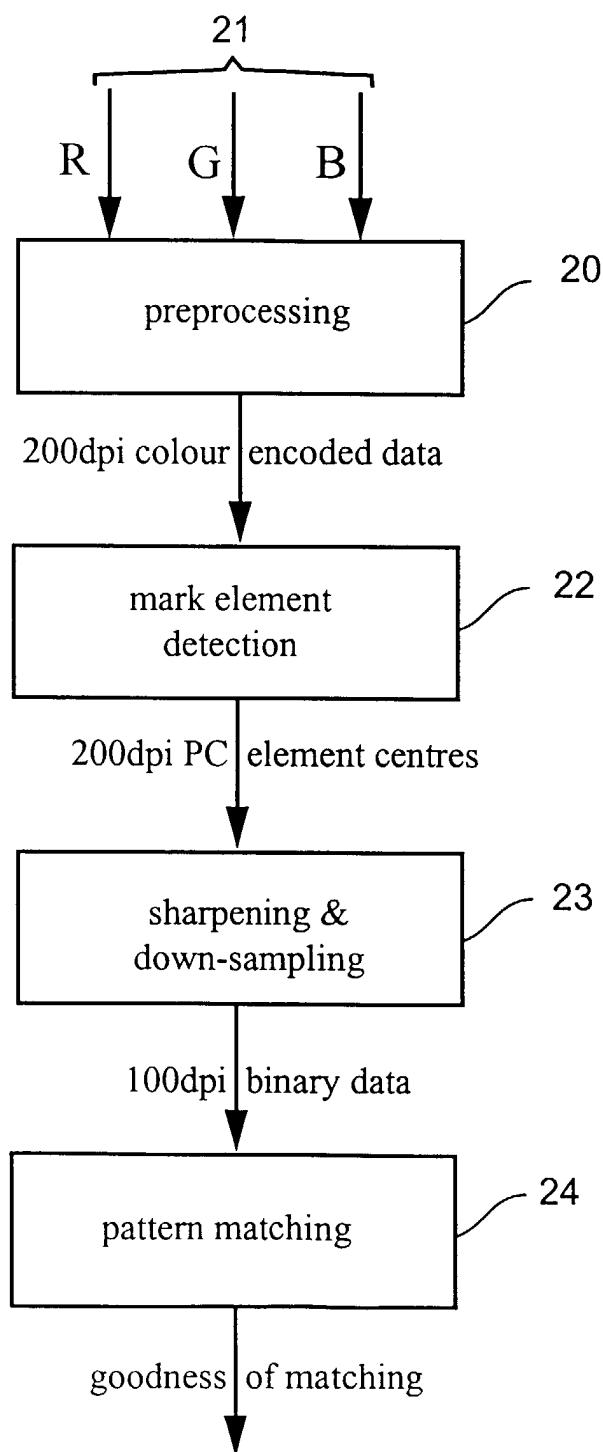 21
R G B
preprocessing
20
200dpi colour encoded data
mark element
detection
22
200dpi PC element centres
sharpening &
down-sampling
23
100dpi binary data
pattern matching
24
goodness of matching